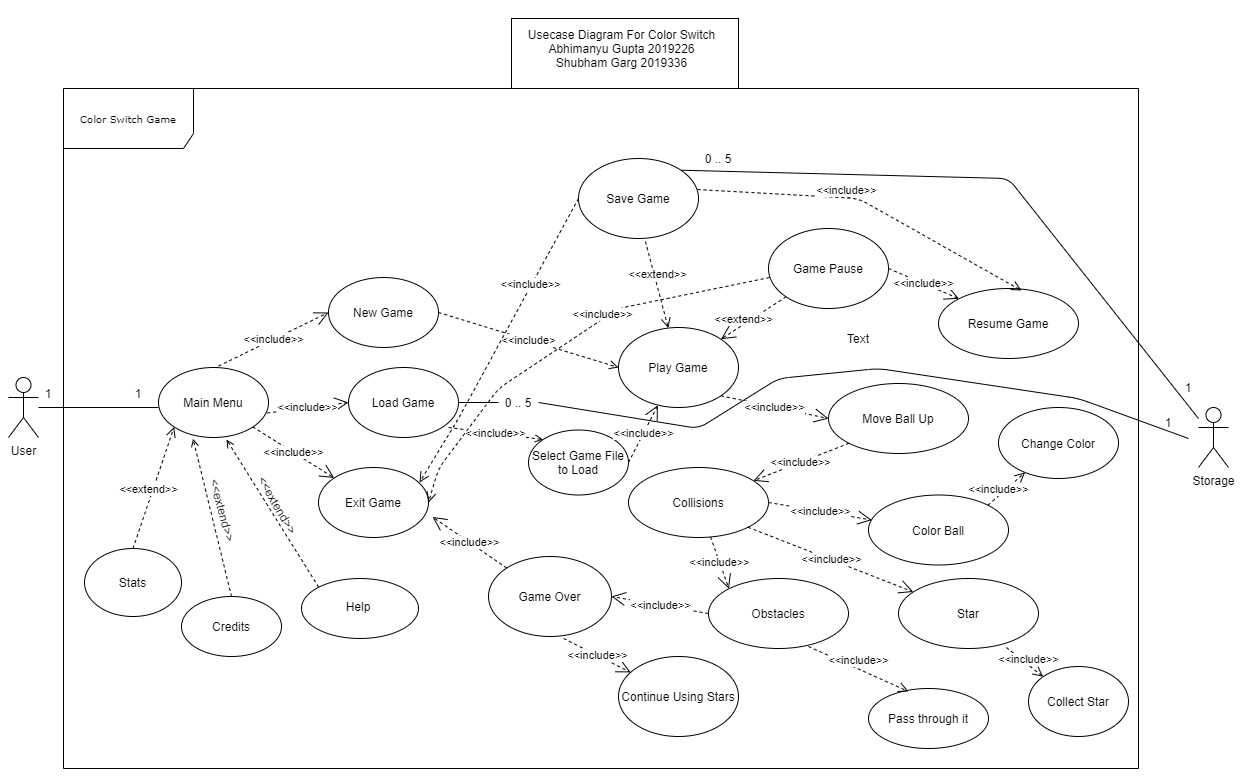 Usecase Diagram For Color Switch
Abhimanyu Gupta 2019226
Shubham Garg 2019336
Color Switch Game
0 .. 5
Save Game
<<include>>
<<extend>>
Game Pause
<<include>>
<<include>>
<<include>>
<<extend>>
Resume Game
New Game
<<include>>
<<include>>
Text
Play Game
1
1
User
Main Menu
<<include>>
Load Game
0 .. 5
1
1
Storage
<<include>>
Move Ball Up
<<include>>
<<include>>
Select Game File
to Load
Change Color
<<include>>
<<include>>
<<extend>>
<<extend>>
<<extend>>
Exit Game
Collisions
<<include>>
<<include>>
Color Ball
<<include>>
<<include>>
<<include>>
Stats
Credits
Help
Game Over
<<include>>
Obstacles
Star
<<include>>
<<include>>
<<include>>
Continue Using Stars
Pass through it
Collect Star